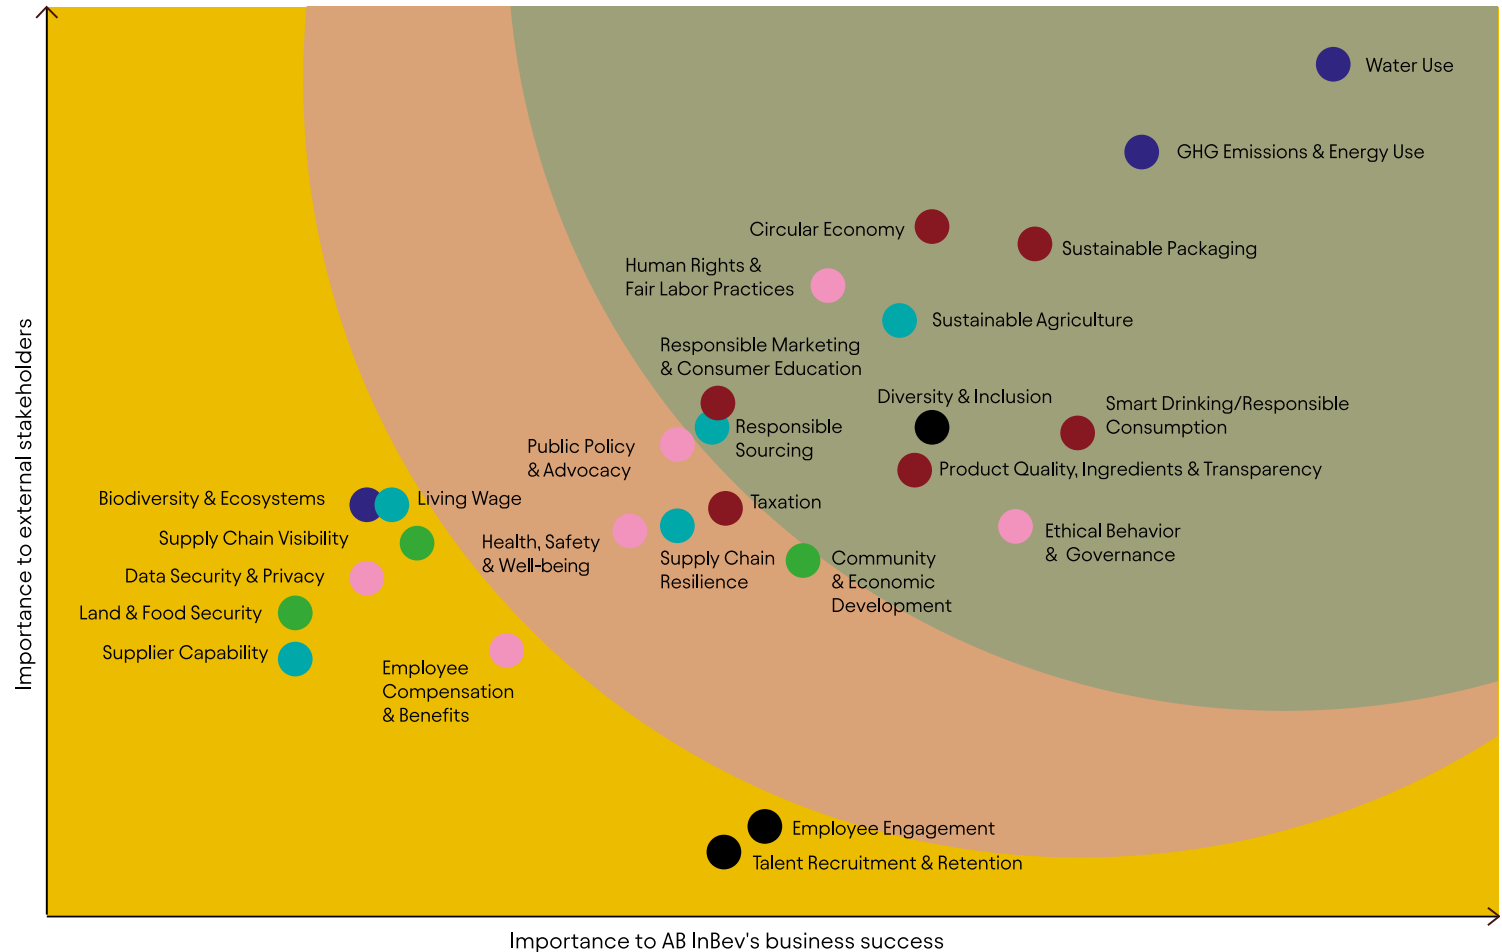 Water Use
GHG Emissions & Energy Use
Circular Economy
Sustainable Packaging
Human Rights &
Fair Labor Practices
Sustainable Agriculture
Responsible Marketing
& Consumer Education
Diversity & Inclusion
Smart Drinking/Responsible
Consumption
Responsible
Sourcing
Public Policy
& Advocacy
Product Quality, Ingredients & Transparency
Biodiversity & Ecosystems
Living Wage
Taxation
Supply Chain Visibility
Health, Safety
& Well-being
Ethical Behavior
& Governance
Supply Chain
Resilience
Community
& Economic
Development
Data Security & Privacy
Land & Food Security
Supplier Capability
Employee
Compensation
& Benefits
Employee Engagement
Talent Recruitment & Retention
Importance to external stakeholders
Importance to AB InBev's business success